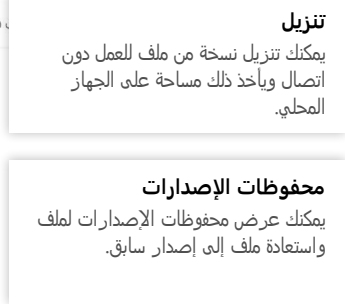 تنزيل
يمكنك تنزيل نسخة من ملف للعمل دون
اتصال ويأخذ ذلك مساحة على الجهاز
المحلي.
محفوظات الإصدارات
يمكنك عرض محفوظات الإصدارات لملف
واستعادة ملف إلى إصدار سابق.